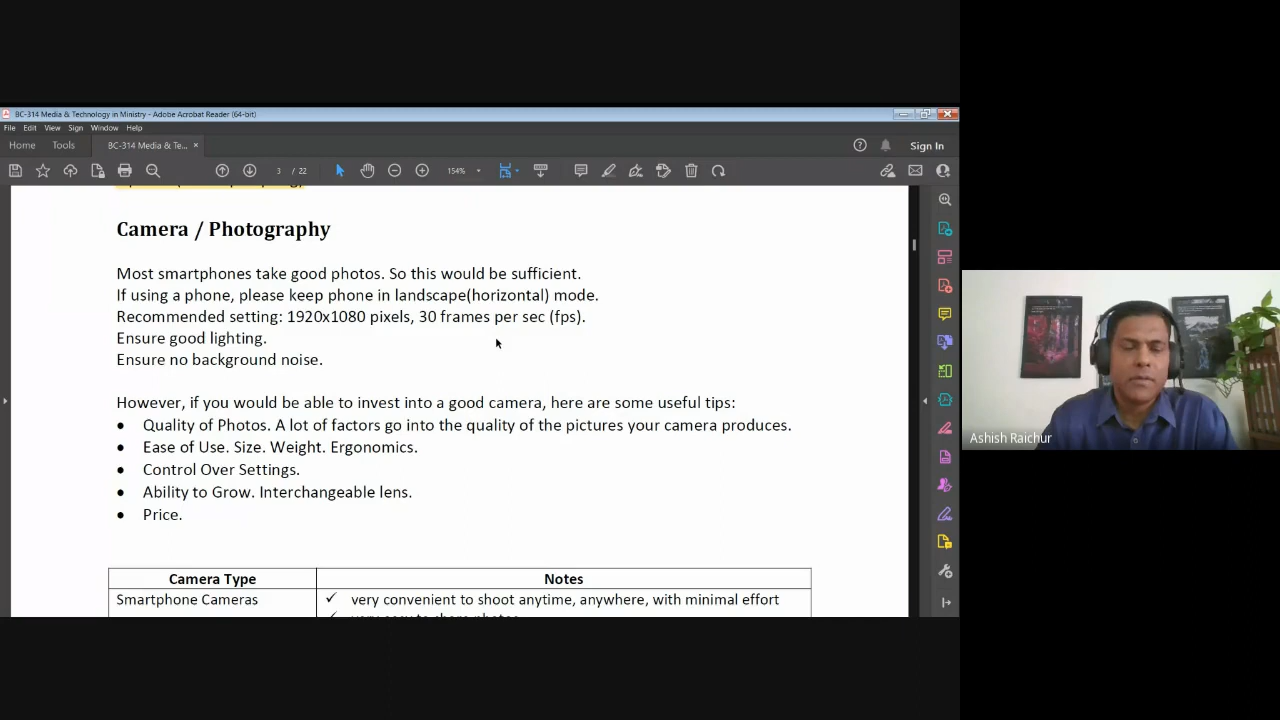 BC-314 Media & Technology in Ministry - Adobe Acrobat Reader (64-bit)
File Edit View Sign Window Help
Home Tools BC-314 Media & Te... × Sign In
3 / 22 154%
Camera / Photography
Most smartphones take good photos. So this would be sufficient.
If using a phone, please keep phone in landscape(horizontal) mode.
Recommended setting: 1920x1080 pixels, 30 frames per sec (fps).
Ensure good lighting.
Ensure no background noise.
However, if you would be able to invest into a good camera, here are some useful tips:
• Quality of Photos. A lot of factors go into the quality of the pictures your camera produces.
• Ease of Use. Size. Weight. Ergonomics.
• Control Over Settings.
• Ability to Grow. Interchangeable lens.
• Price.
Camera Type Notes
Smartphone Cameras ✓ very convenient to shoot anytime, anywhere, with minimal effort
Ashish Raichur